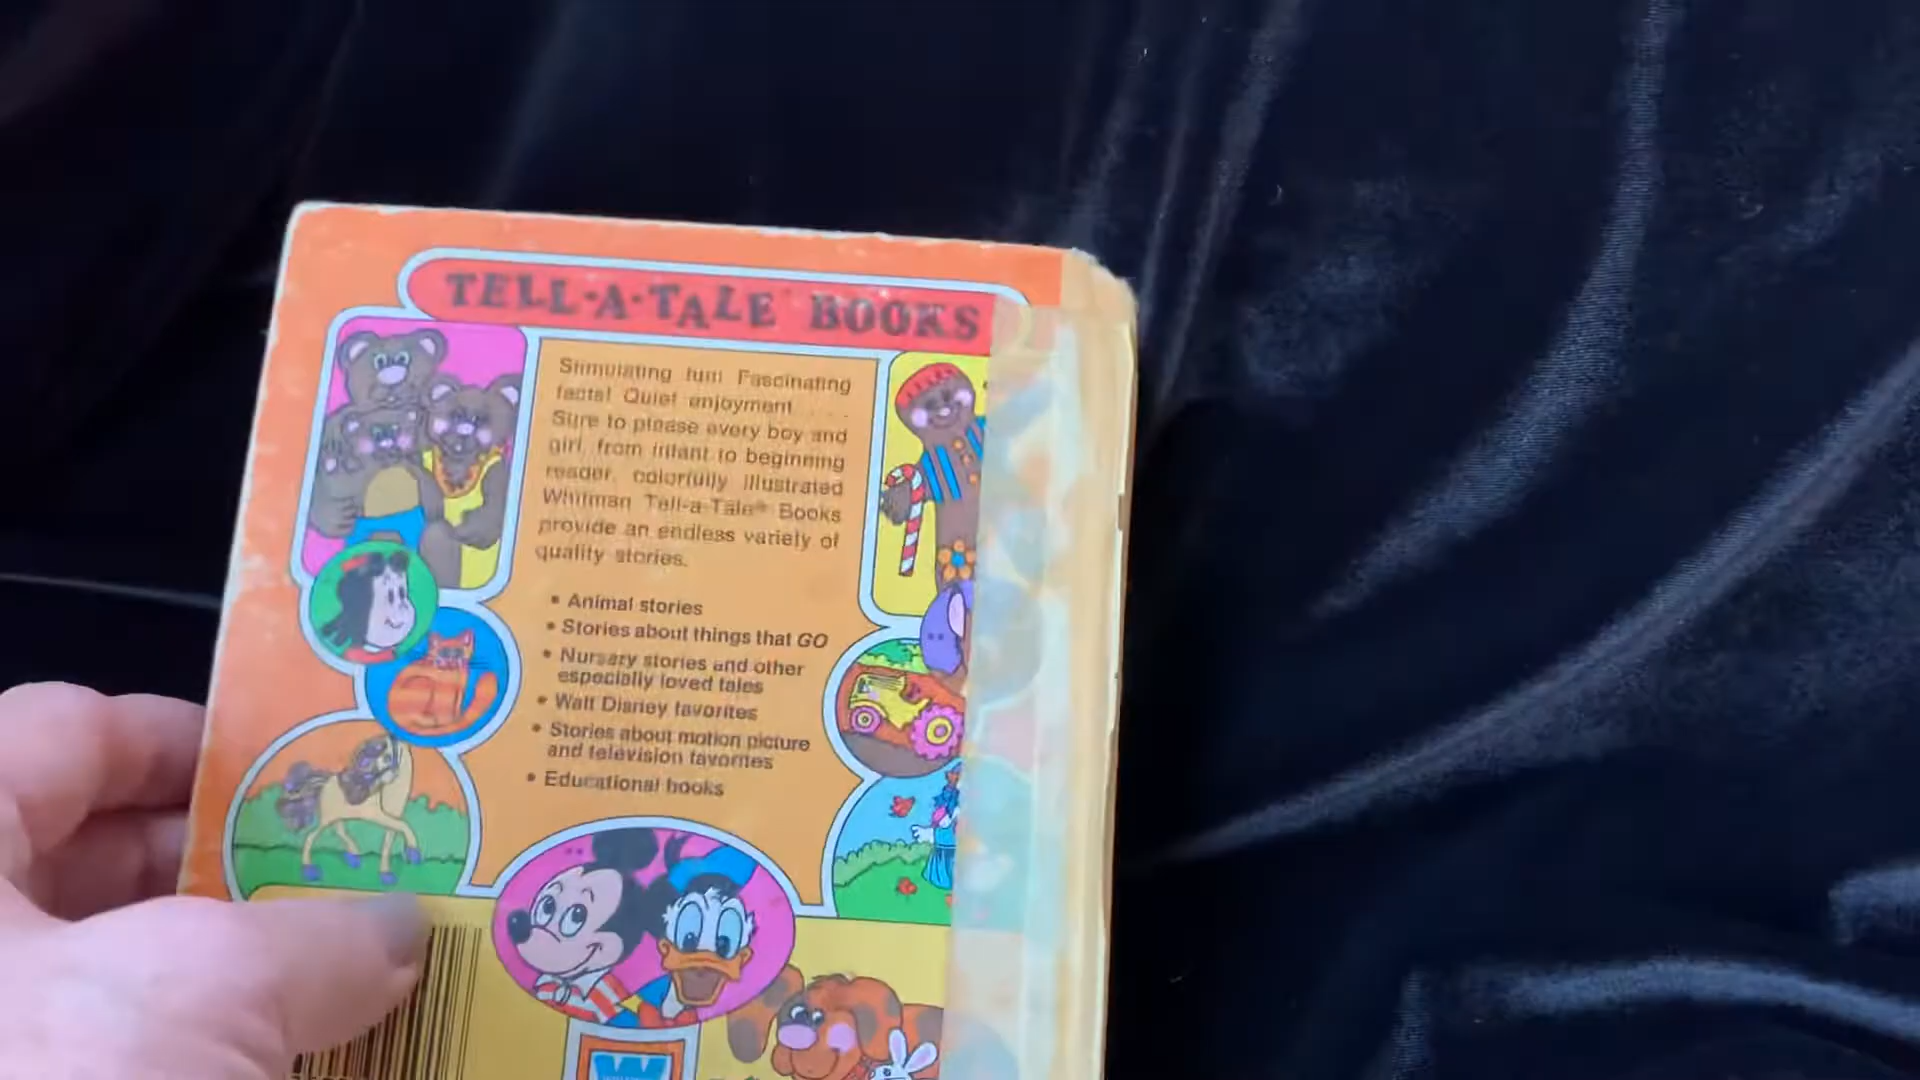 TELL-A-TALE® BOOKS
Stimulating fun! Fascinating
facts! Quiet enjoyment . . . .
Sure to please every boy and
girl, from infant to beginning
reader, colorfully illustrated
Whitman Tell-a-Tale® Books
provide an endless variety of
quality stories.
• Animal stories
• Stories about things that GO
• Nursery stories and other
especially loved tales
• Walt Disney favorites
• Stories about motion picture
and television favorites
• Educational books
W